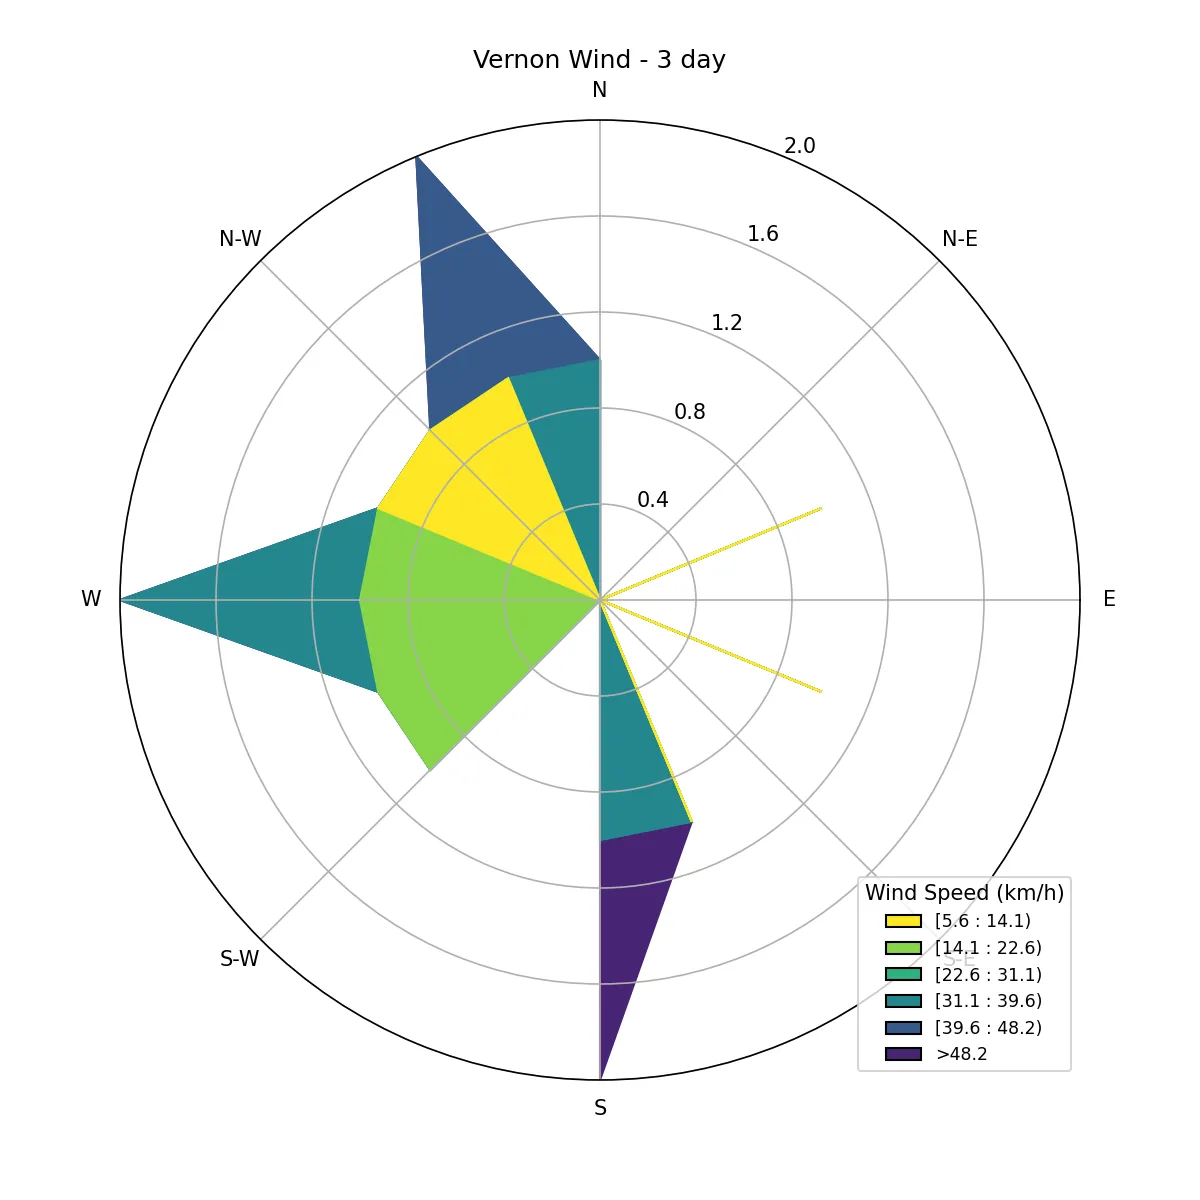 Vernon Wind - 3 day
N
2.0
N-W
N-E
1.6
1.2
0.8
0.4
W
E
S-W
S-E
Wind Speed (km/h)
[5.6 : 14.1)
[14.1 : 22.6)
[22.6 : 31.1)
[31.1 : 39.6)
[39.6 : 48.2)
>48.2
S